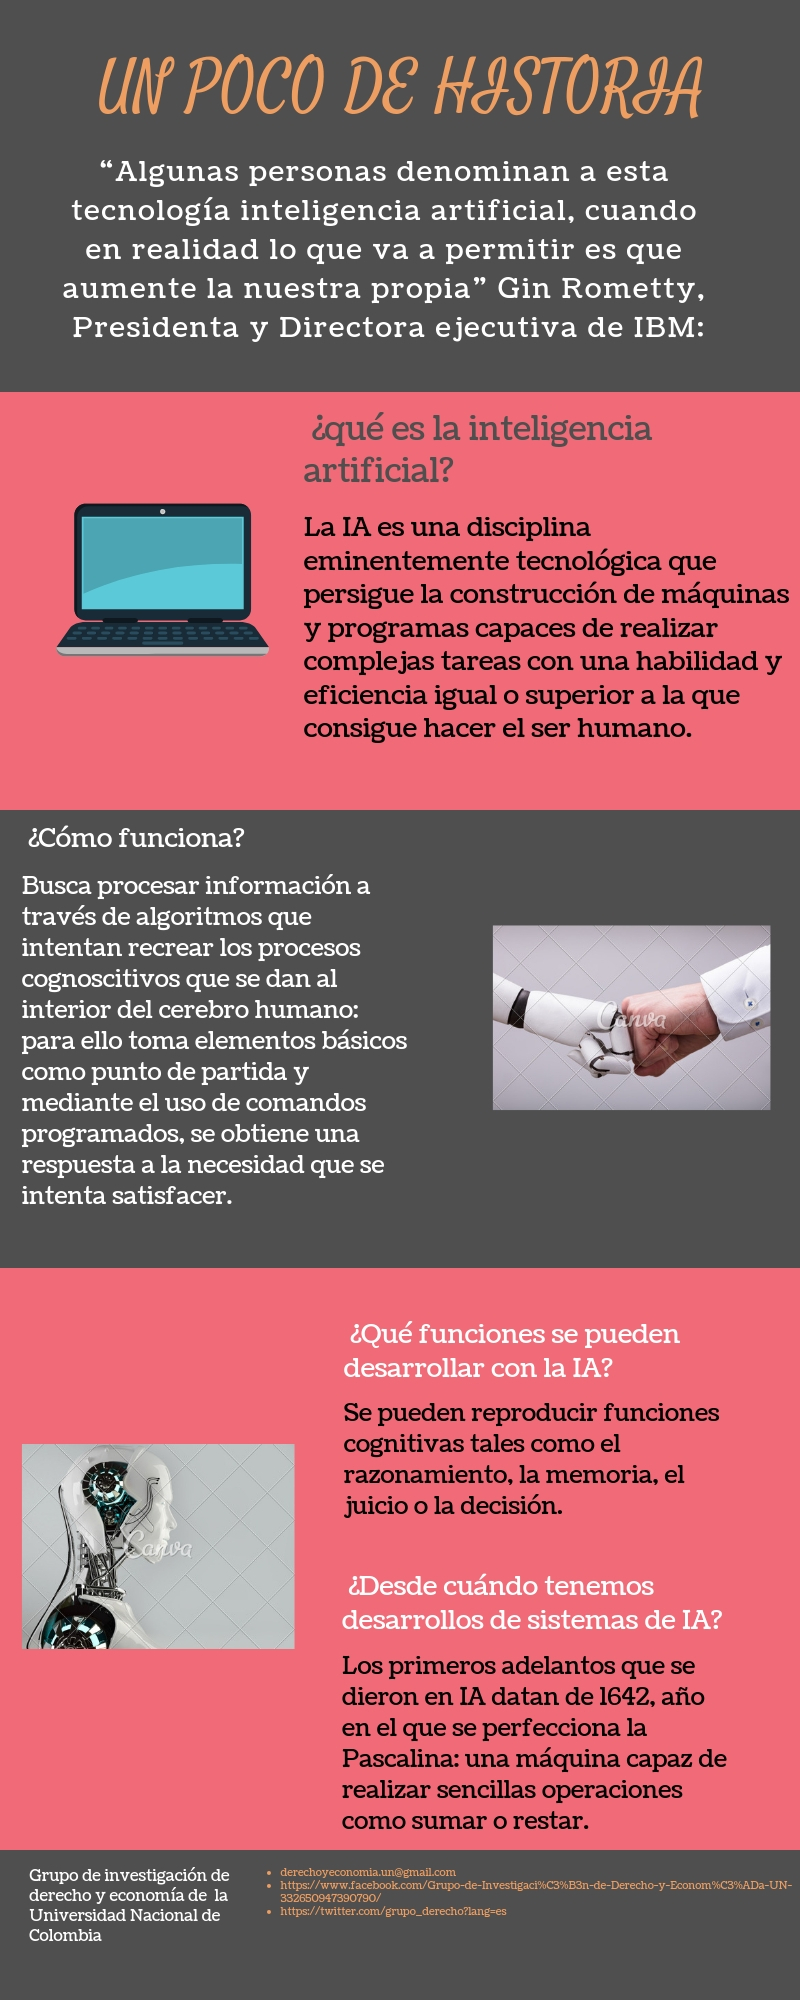 UN POCO DE HISTORIA
“Algunas personas denominan a esta
tecnología inteligencia artificial, cuando
en realidad lo que va a permitir es que
aumente la nuestra propia” Gin Rometty,
Presidenta y Directora ejecutiva de IBM:
¿qué es la inteligencia
artificial?
La IA es una disciplina
eminentemente tecnológica que
persigue la construcción de máquinas
y programas capaces de realizar
complejas tareas con una habilidad y
eficiencia igual o superior a la que
consigue hacer el ser humano.
¿Cómo funciona?
Busca procesar información a
través de algoritmos que
intentan recrear los procesos
cognoscitivos que se dan al
interior del cerebro humano:
para ello toma elementos básicos
como punto de partida y
mediante el uso de comandos
programados, se obtiene una
respuesta a la necesidad que se
intenta satisfacer.
Canva
¿Qué funciones se pueden
desarrollar con la IA?
Se pueden reproducir funciones
cognitivas tales como el
razonamiento, la memoria, el
juicio o la decisión.
Canva
¿Desde cuándo tenemos
desarrollos de sistemas de IA?
Los primeros adelantos que se
dieron en IA datan de 1642, año
en el que se perfecciona la
Pascalina: una máquina capaz de
realizar sencillas operaciones
como sumar o restar.
Grupo de investigación de
derecho y economía de la
Universidad Nacional de
Colombia
• derechoyeconomia.un@gmail.com
• https://www.facebook.com/Grupo-de-Investigaci%C3%B3n-de-Derecho-y-Econom%C3%ADa-UN-
332650947390790/
• https://twitter.com/grupo_derecho?lang=es